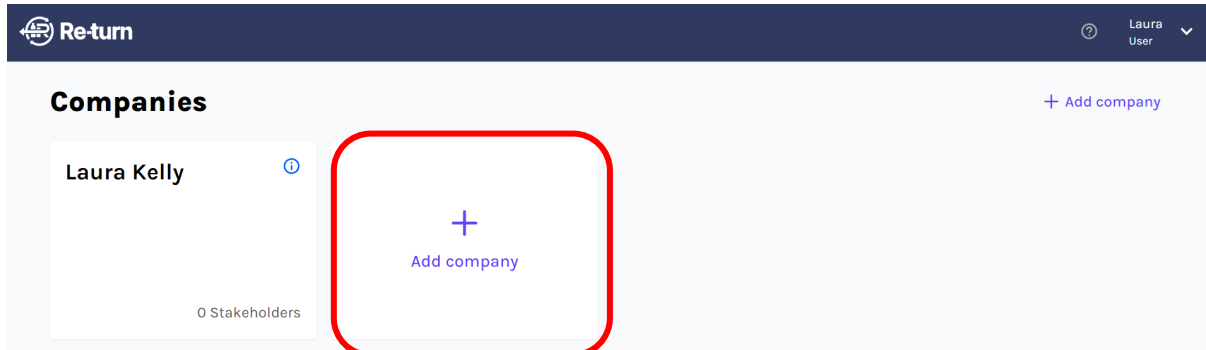 Re-turn
Laura
User
Companies
+ Add company
Laura Kelly
+
Add company
0 Stakeholders